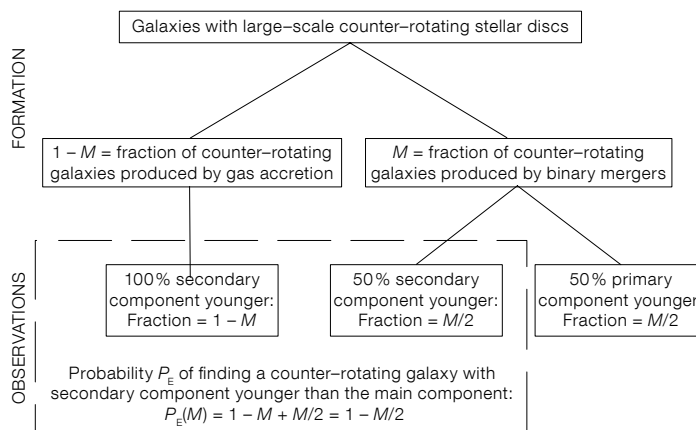 Galaxies with large–scale counter–rotating stellar discs
FORMATION
1 – M = fraction of counter–rotating
galaxies produced by gas accretion
M = fraction of counter–rotating
galaxies produced by binary mergers
OBSERVATIONS
100% secondary
component younger:
Fraction = 1 – M
50% secondary
component younger:
Fraction = M/2
50% primary
component younger
Fraction = M/2
Probability PE of finding a counter–rotating galaxy with
secondary component younger than the main component:
PE(M) = 1 – M + M/2 = 1 – M/2